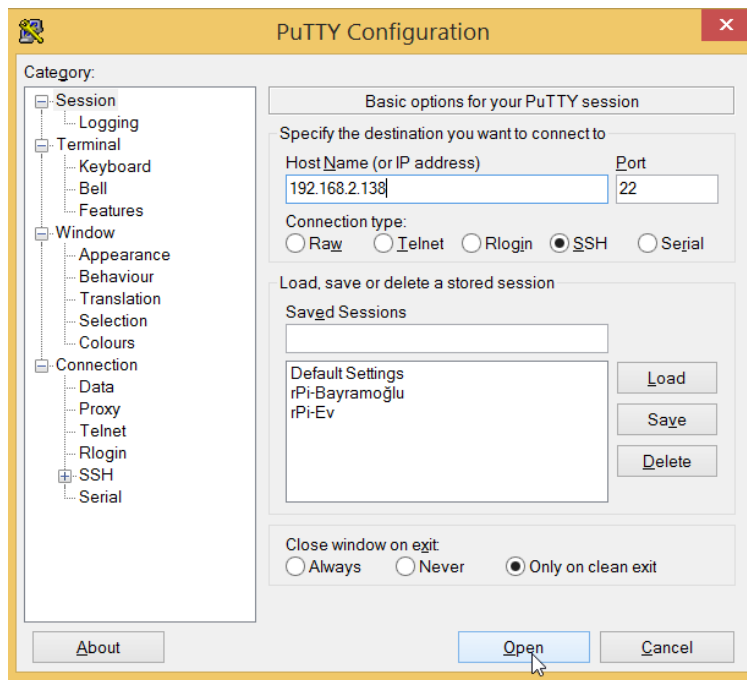 PuTTY Configuration
Category:
Session
Logging
Terminal
Keyboard
Bell
Features
Window
Appearance
Behaviour
Translation
Selection
Colours
Connection
Data
Proxy
Telnet
Rlogin
SSH
Serial
Basic options for your PuTTY session
Specify the destination you want to connect to
Host Name (or IP address) Port
192.168.2.138 22
Connection type:
Raw Telnet Rlogin SSH Serial
Load, save or delete a stored session
Saved Sessions
Default Settings
rPi-Bayramoğlu
rPi-Ev
Load
Save
Delete
Close window on exit:
Always Never Only on clean exit
About Open Cancel